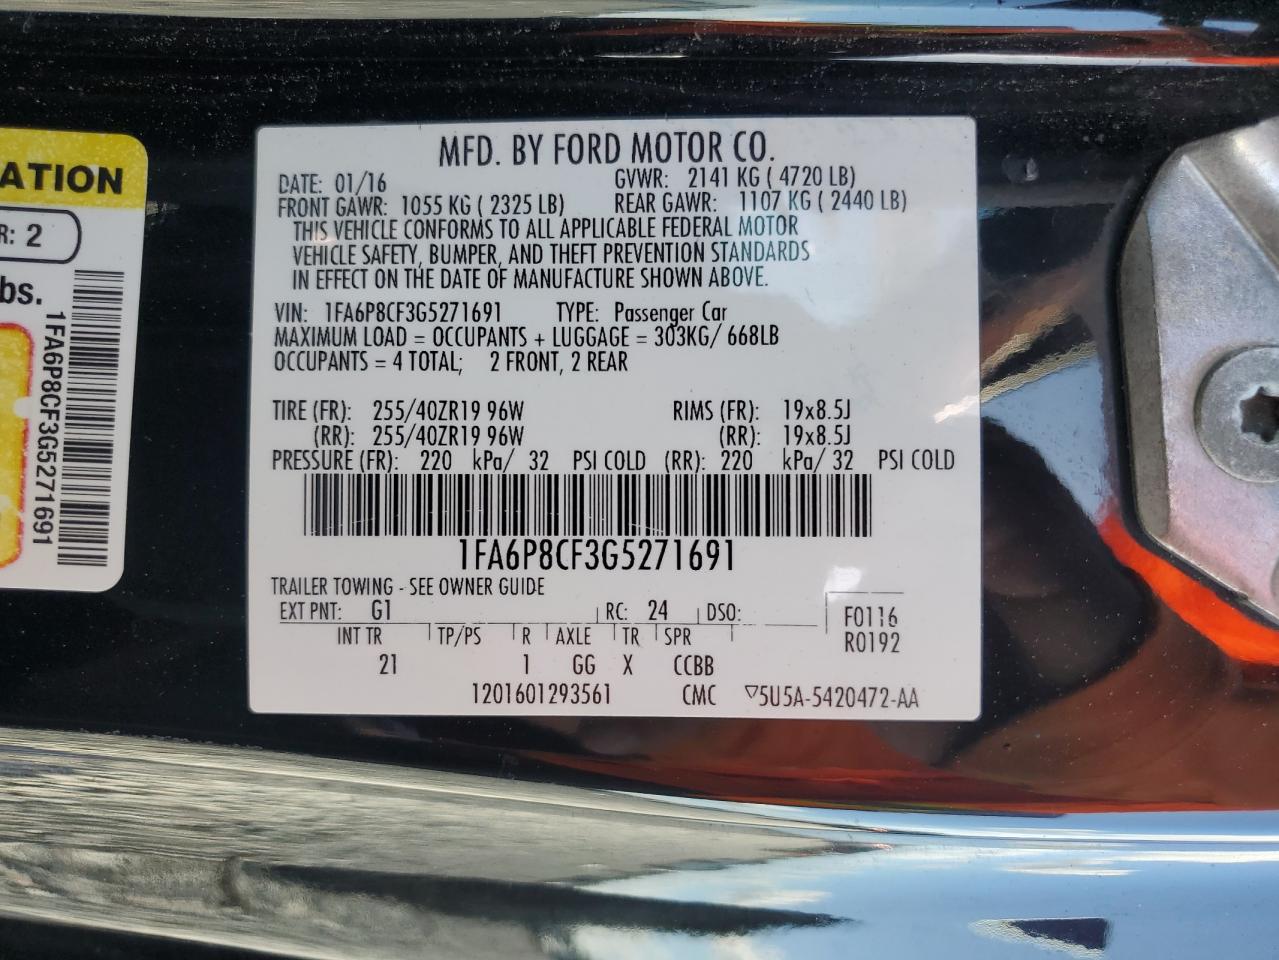 ATION
R: 2
bs.
1FA6P8CF3G5271691
MFD. BY FORD MOTOR CO.
DATE: 01/16 GVWR: 2141 KG ( 4720 LB)
FRONT GAWR: 1055 KG ( 2325 LB) REAR GAWR: 1107 KG ( 2440 LB)
THIS VEHICLE CONFORMS TO ALL APPLICABLE FEDERAL MOTOR
VEHICLE SAFETY, BUMPER, AND THEFT PREVENTION STANDARDS
IN EFFECT ON THE DATE OF MANUFACTURE SHOWN ABOVE.
VIN: 1FA6P8CF3G5271691 TYPE: Passenger Car
MAXIMUM LOAD = OCCUPANTS + LUGGAGE = 303KG/ 668LB
OCCUPANTS = 4 TOTAL; 2 FRONT, 2 REAR
TIRE (FR): 255/40ZR19 96W RIMS (FR): 19x8.5J
(RR): 255/40ZR19 96W (RR): 19x8.5J
PRESSURE (FR): 220 kPa/ 32 PSI COLD (RR): 220 kPa/ 32 PSI COLD
1FA6P8CF3G5271691
TRAILER TOWING - SEE OWNER GUIDE
EXT PNT: G1 RC: 24 DSO: F0116
INT TR TP/PS R AXLE TR SPR R0192
21 1 GG X CCBB
1201601293561 CMC ▽5U5A-5420472-AA